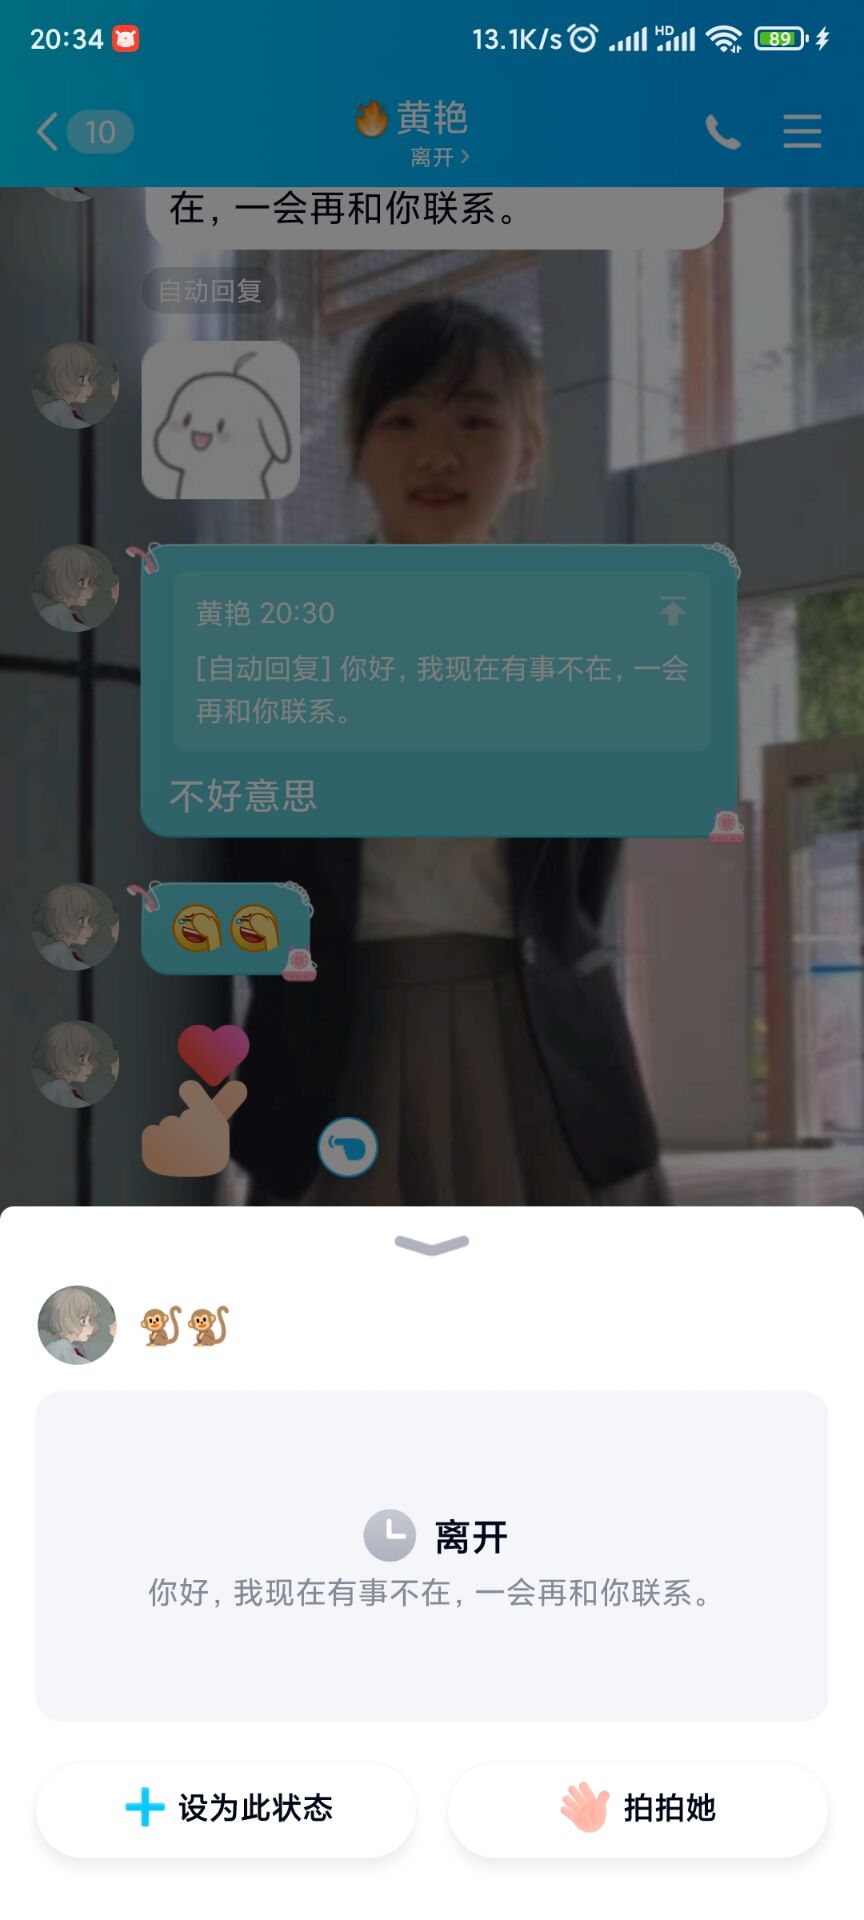 20:34
13.1K/s
HD
89
10
黄艳
离开
在，一会再和你联系。
自动回复
黄艳 20:30
[自动回复] 你好，我现在有事不在，一会
再和你联系。
不好意思
离开
你好，我现在有事不在，一会再和你联系。
设为此状态
拍拍她